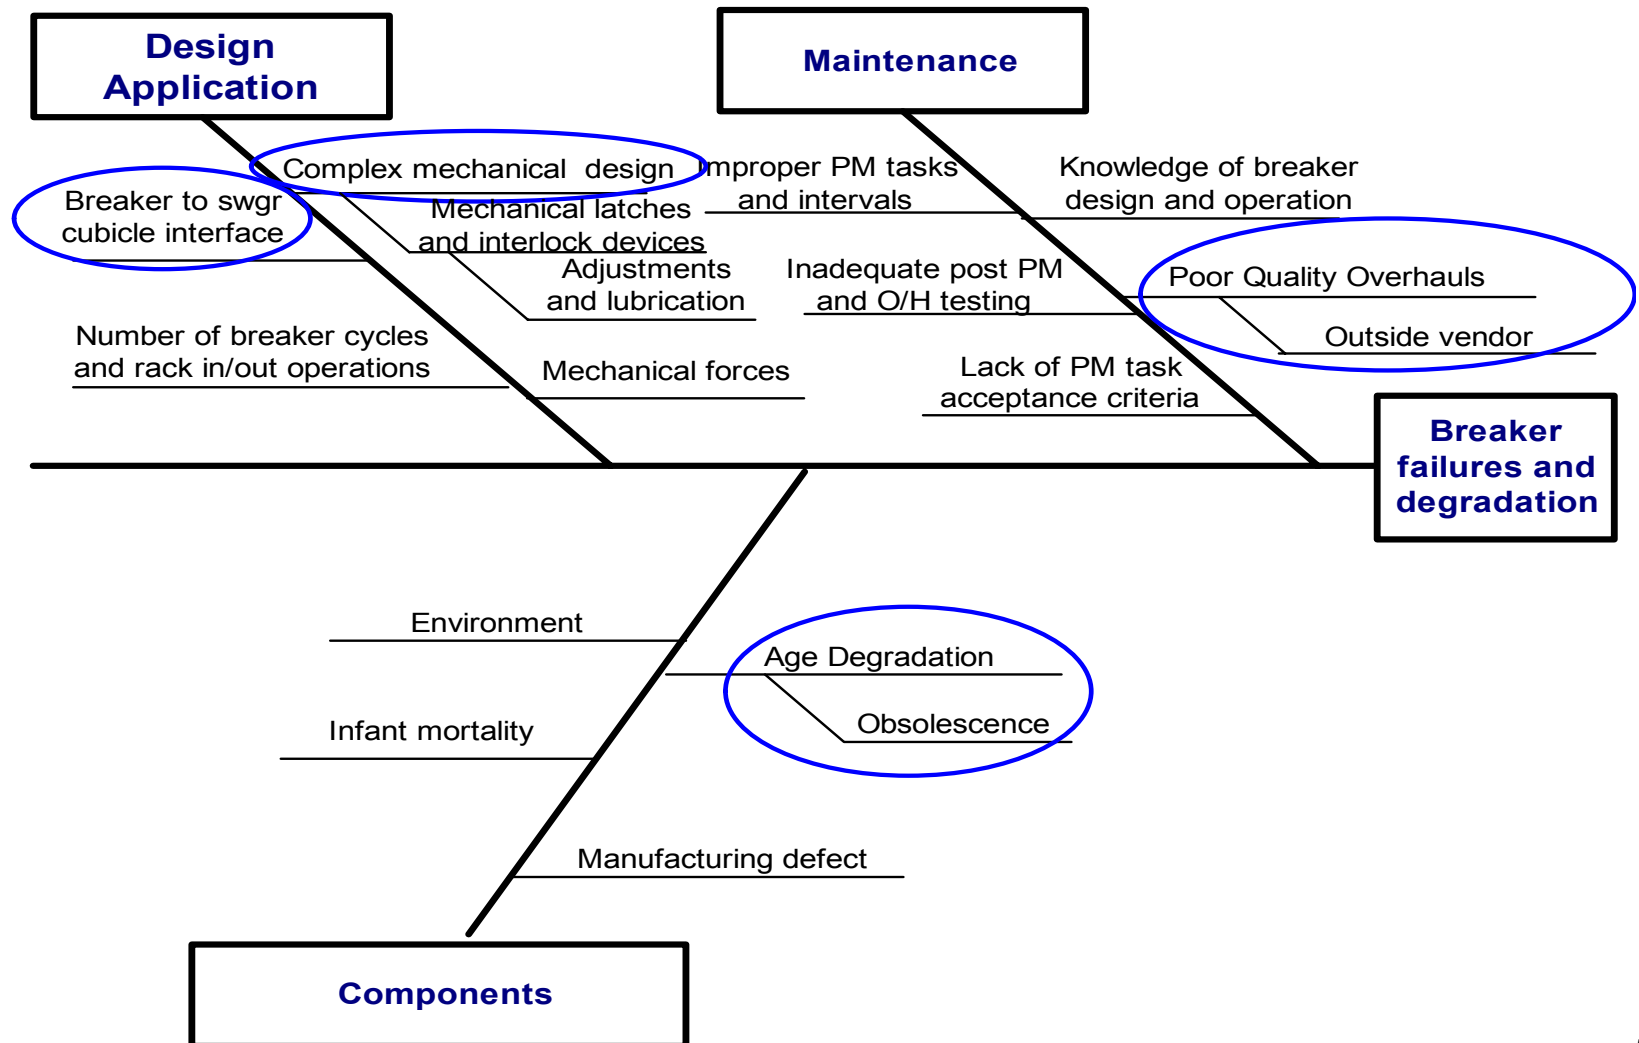 Design
Application
Maintenance
Complex mechanical design
Breaker to swgr
cubicle interface
Mechanical latches
and interlock devices
Adjustments
and lubrication
Number of breaker cycles
and rack in/out operations
Mechanical forces
Improper PM tasks
and intervals
Knowledge of breaker
design and operation
Inadequate post PM
and O/H testing
Poor Quality Overhauls
Outside vendor
Lack of PM task
acceptance criteria
Breaker
failures and
degradation
Environment
Age Degradation
Obsolescence
Infant mortality
Manufacturing defect
Components